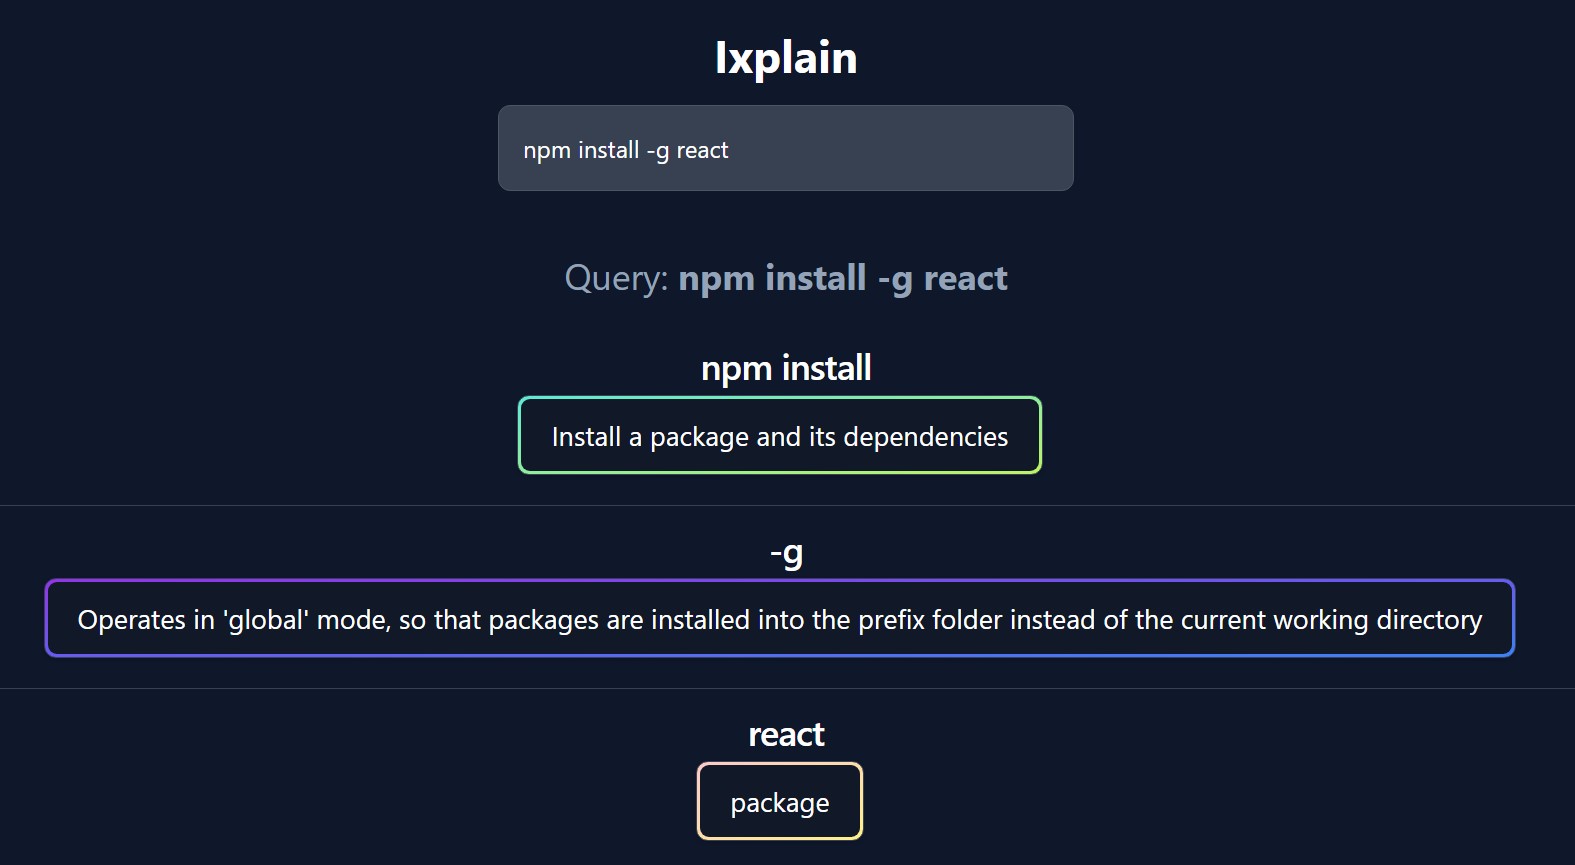 Ixplain
npm install -g react
Query: npm install -g react
npm install
Install a package and its dependencies
-g
Operates in 'global' mode, so that packages are installed into the prefix folder instead of the current working directory
react
package